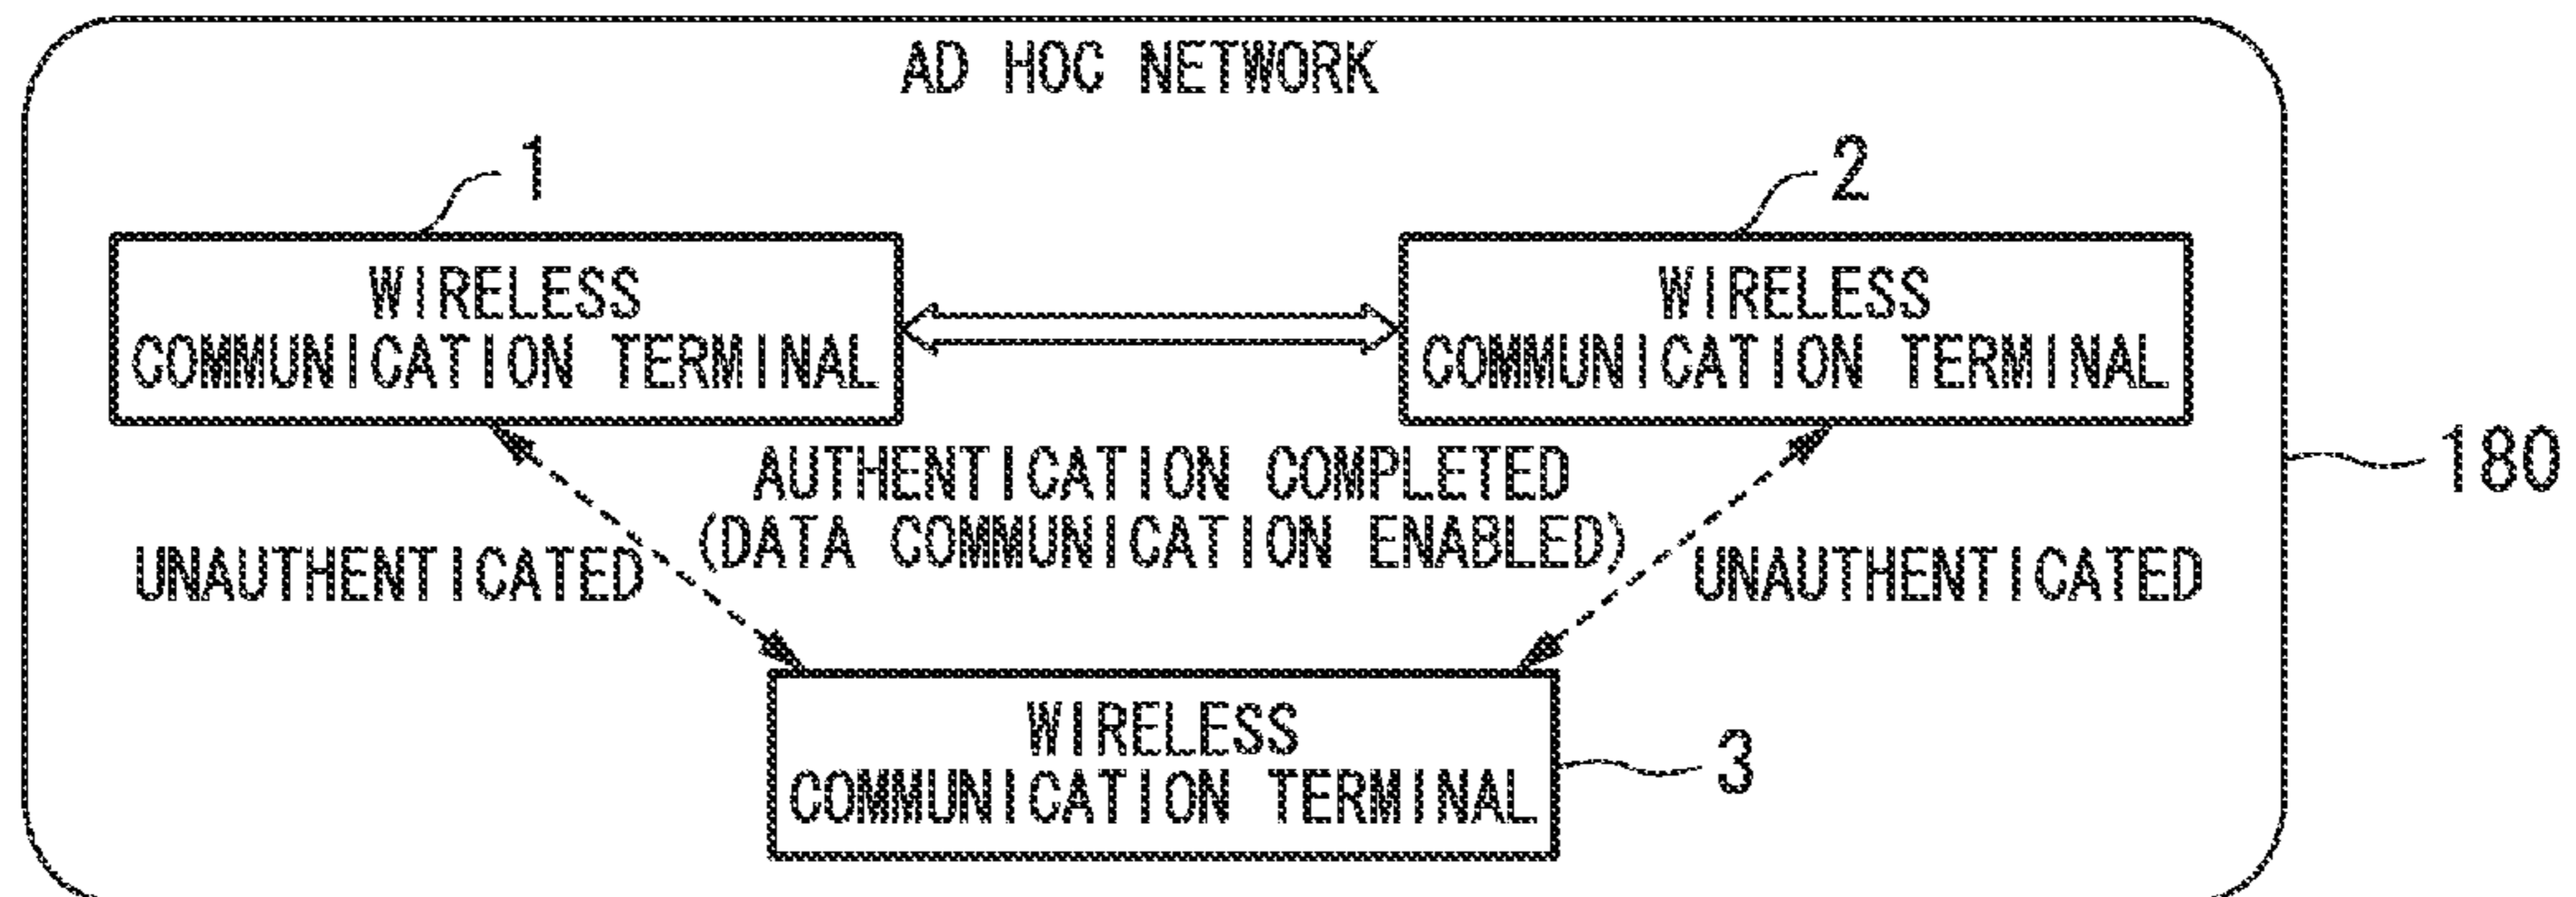 AD HOC NETWORK
1
2
WIRELESS
COMMUNICATION TERMINAL
WIRELESS
COMMUNICATION TERMINAL
AUTHENTICATION COMPLETED
(DATA COMMUNICATION ENABLED)
180
UNAUTHENTICATED
UNAUTHENTICATED
WIRELESS
COMMUNICATION TERMINAL
3